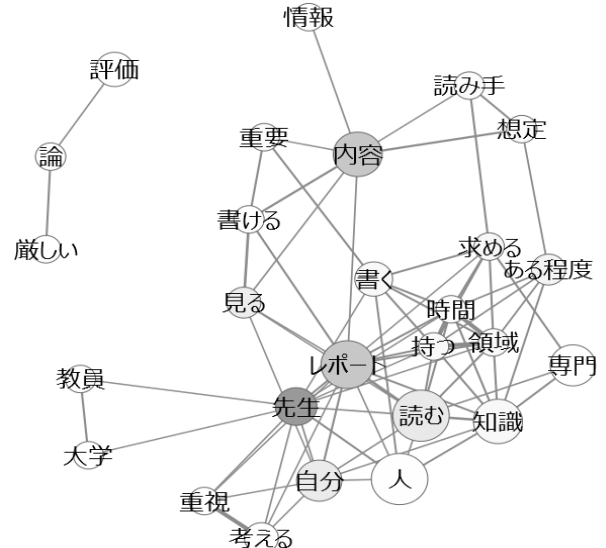 情報
評価
読み手
想定
重要
内容
論
書ける
厳しい
求める
ある程度
書く
見る
時間
持つ
領域
レポート
専門
教員
先生
読む
知識
大学
自分
人
重視
考える